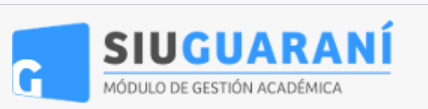 G
SIUGUARANÍ
MÓDULO DE GESTIÓN ACADÉMICA